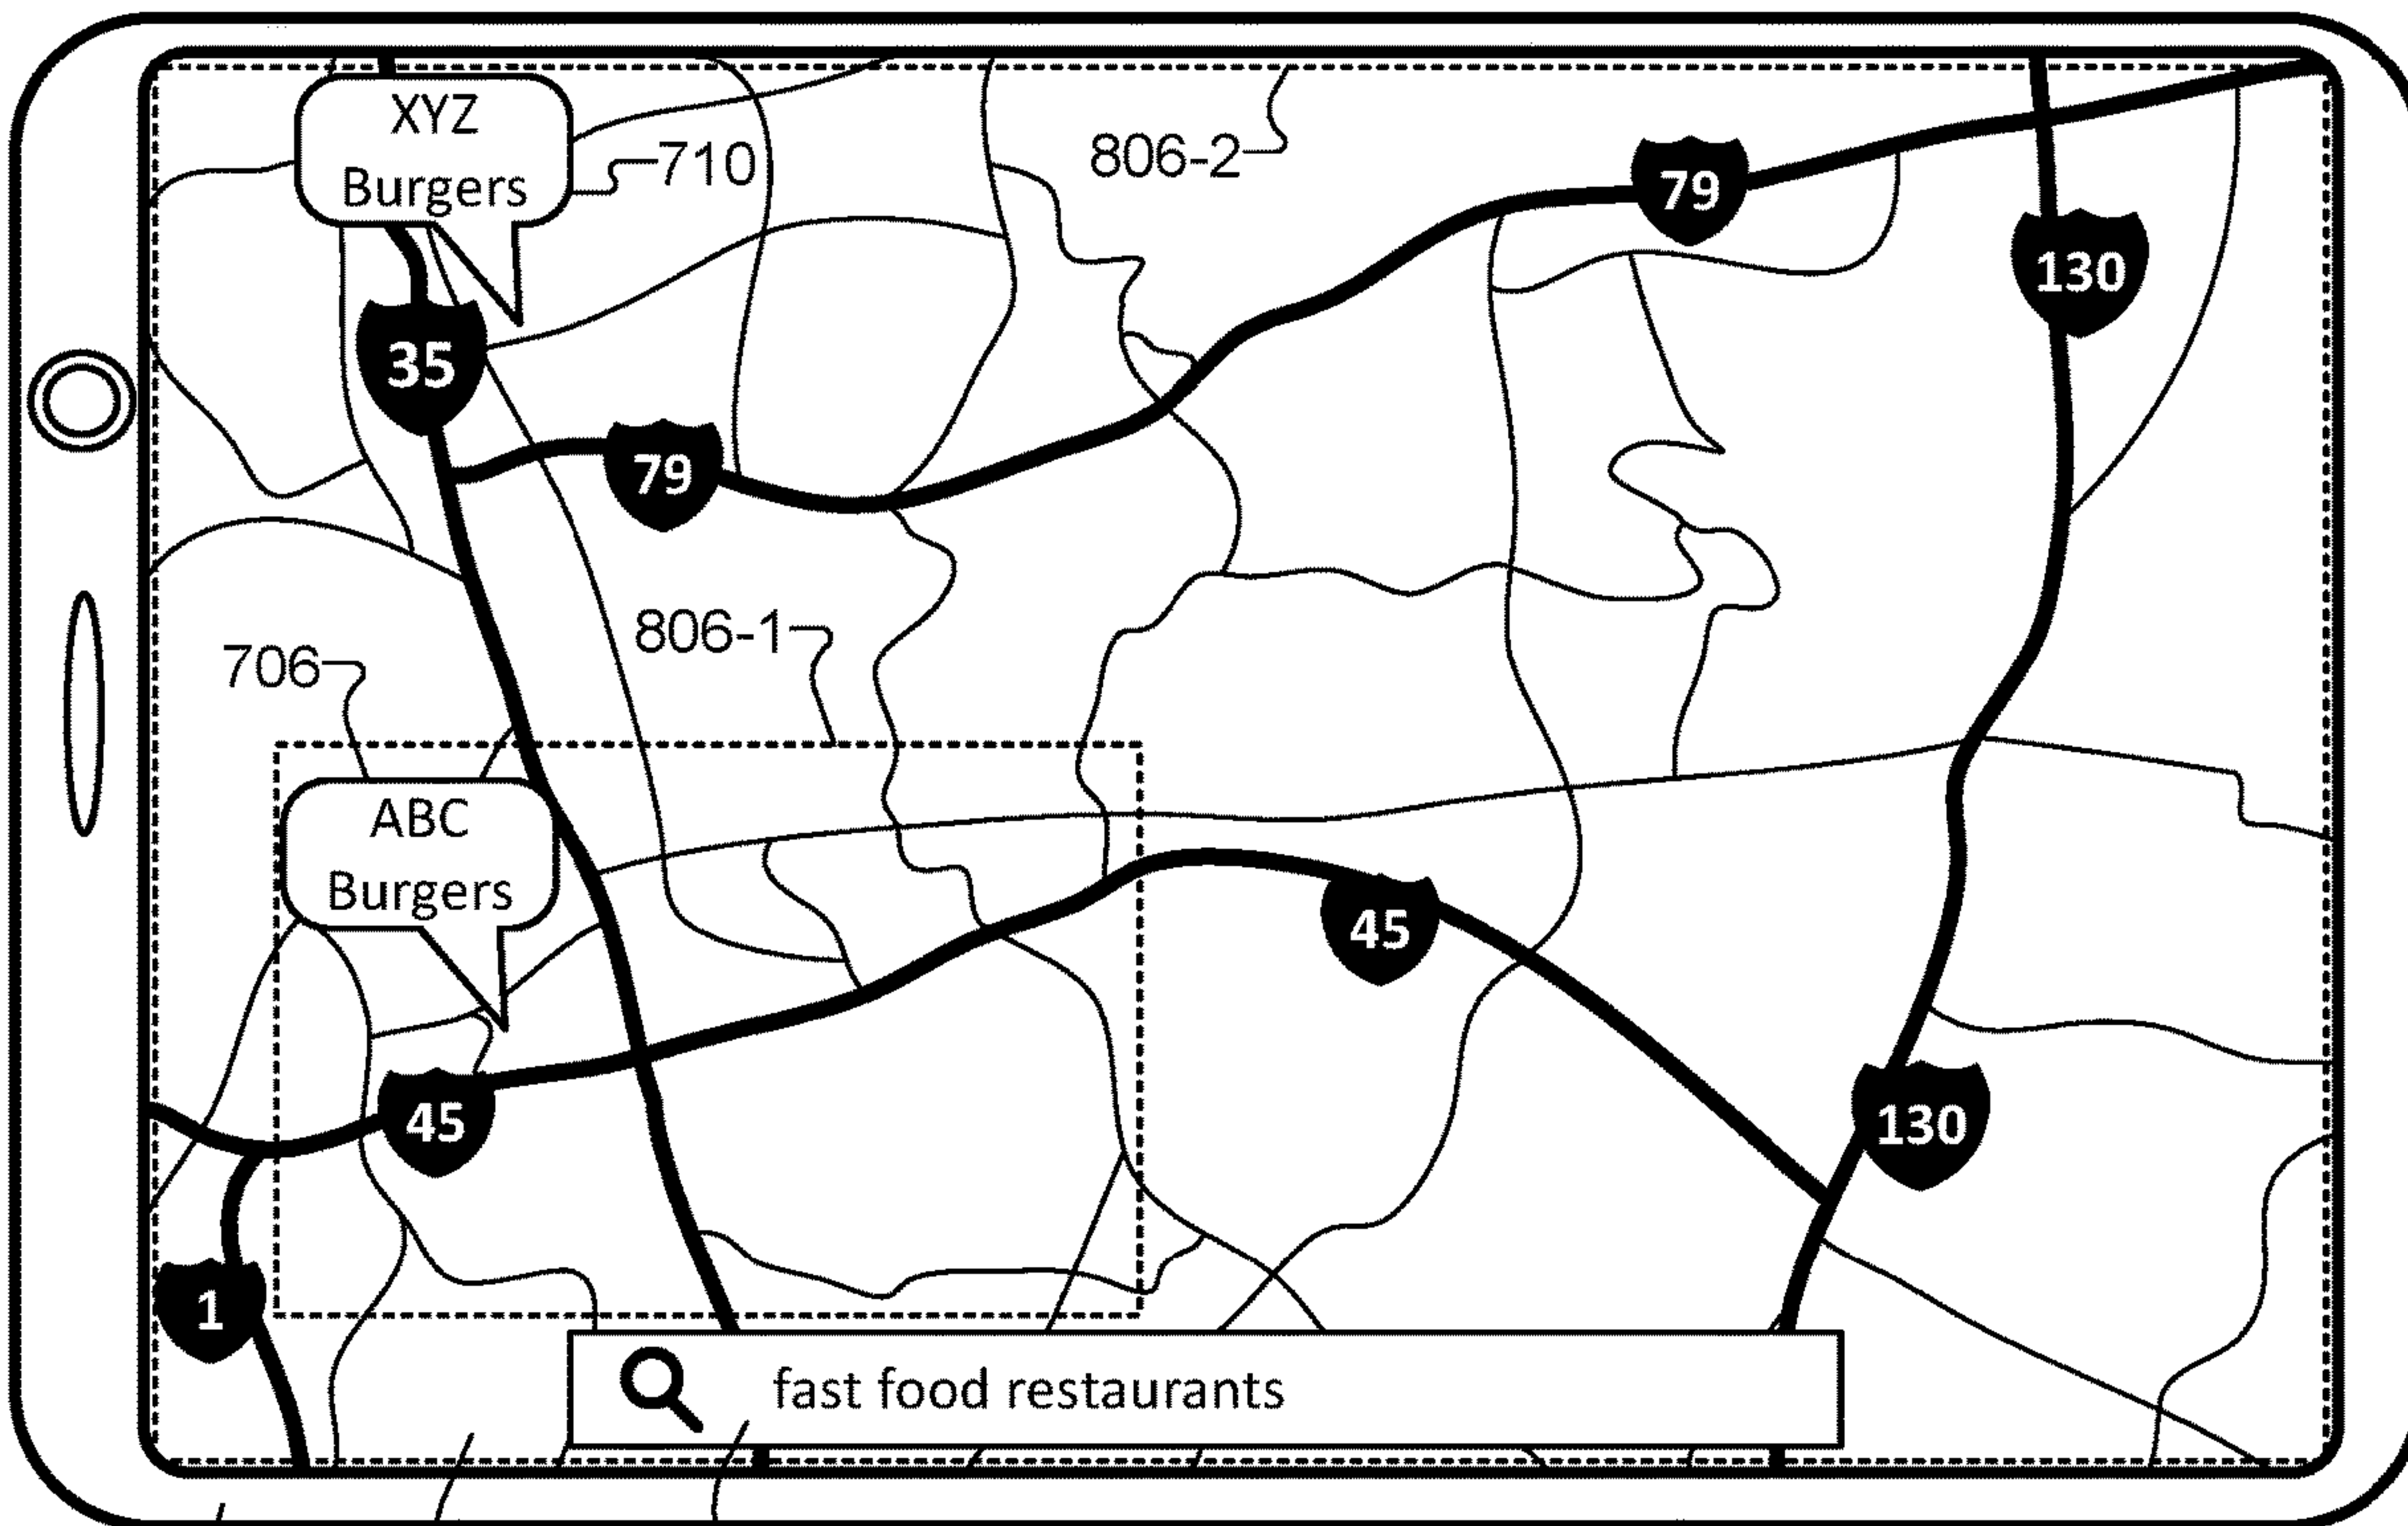 XYZ
Burgers
710
806-2
79
130
35
79
806-1
706
ABC
Burgers
45
45
130
1
fast food restaurants